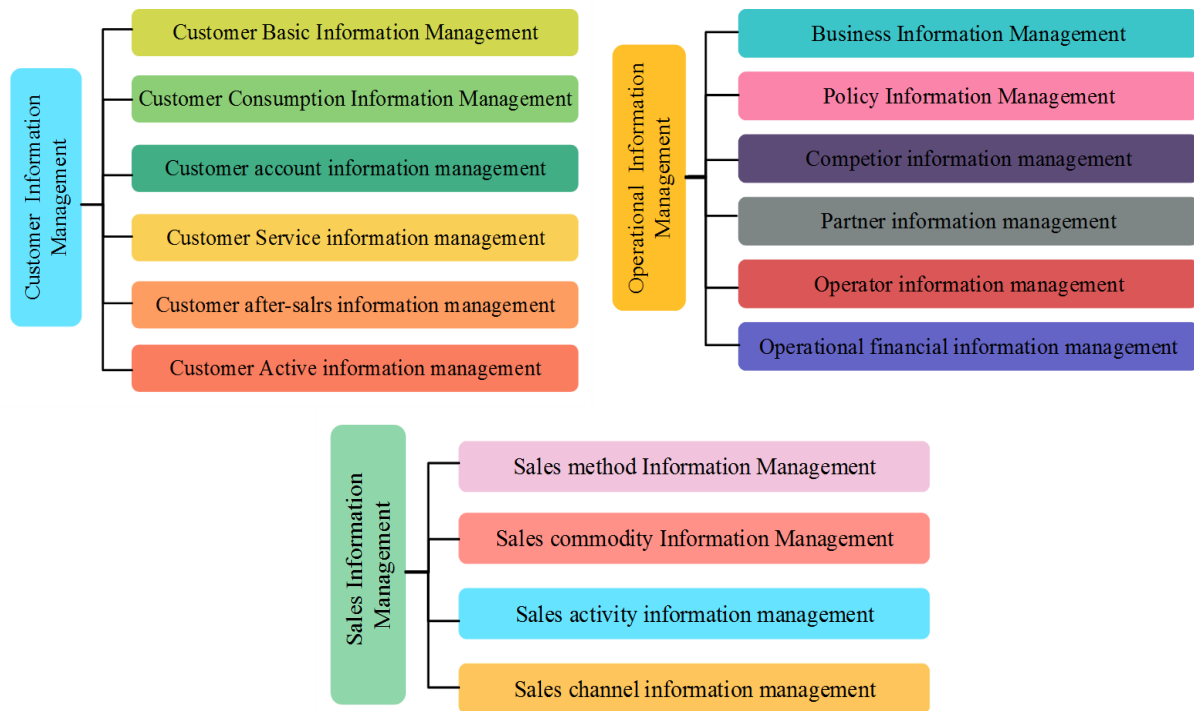 Customer Information
Management
Customer Basic Information Management
Customer Consumption Information Management
Customer account information management
Customer Service information management
Customer after-salrs information management
Customer Active information management
Operational Information
Management
Business Information Management
Policy Information Management
Competior information management
Partner information management
Operator information management
Operational financial information management
Sales Information
Management
Sales method Information Management
Sales commodity Information Management
Sales activity information management
Sales channel information management